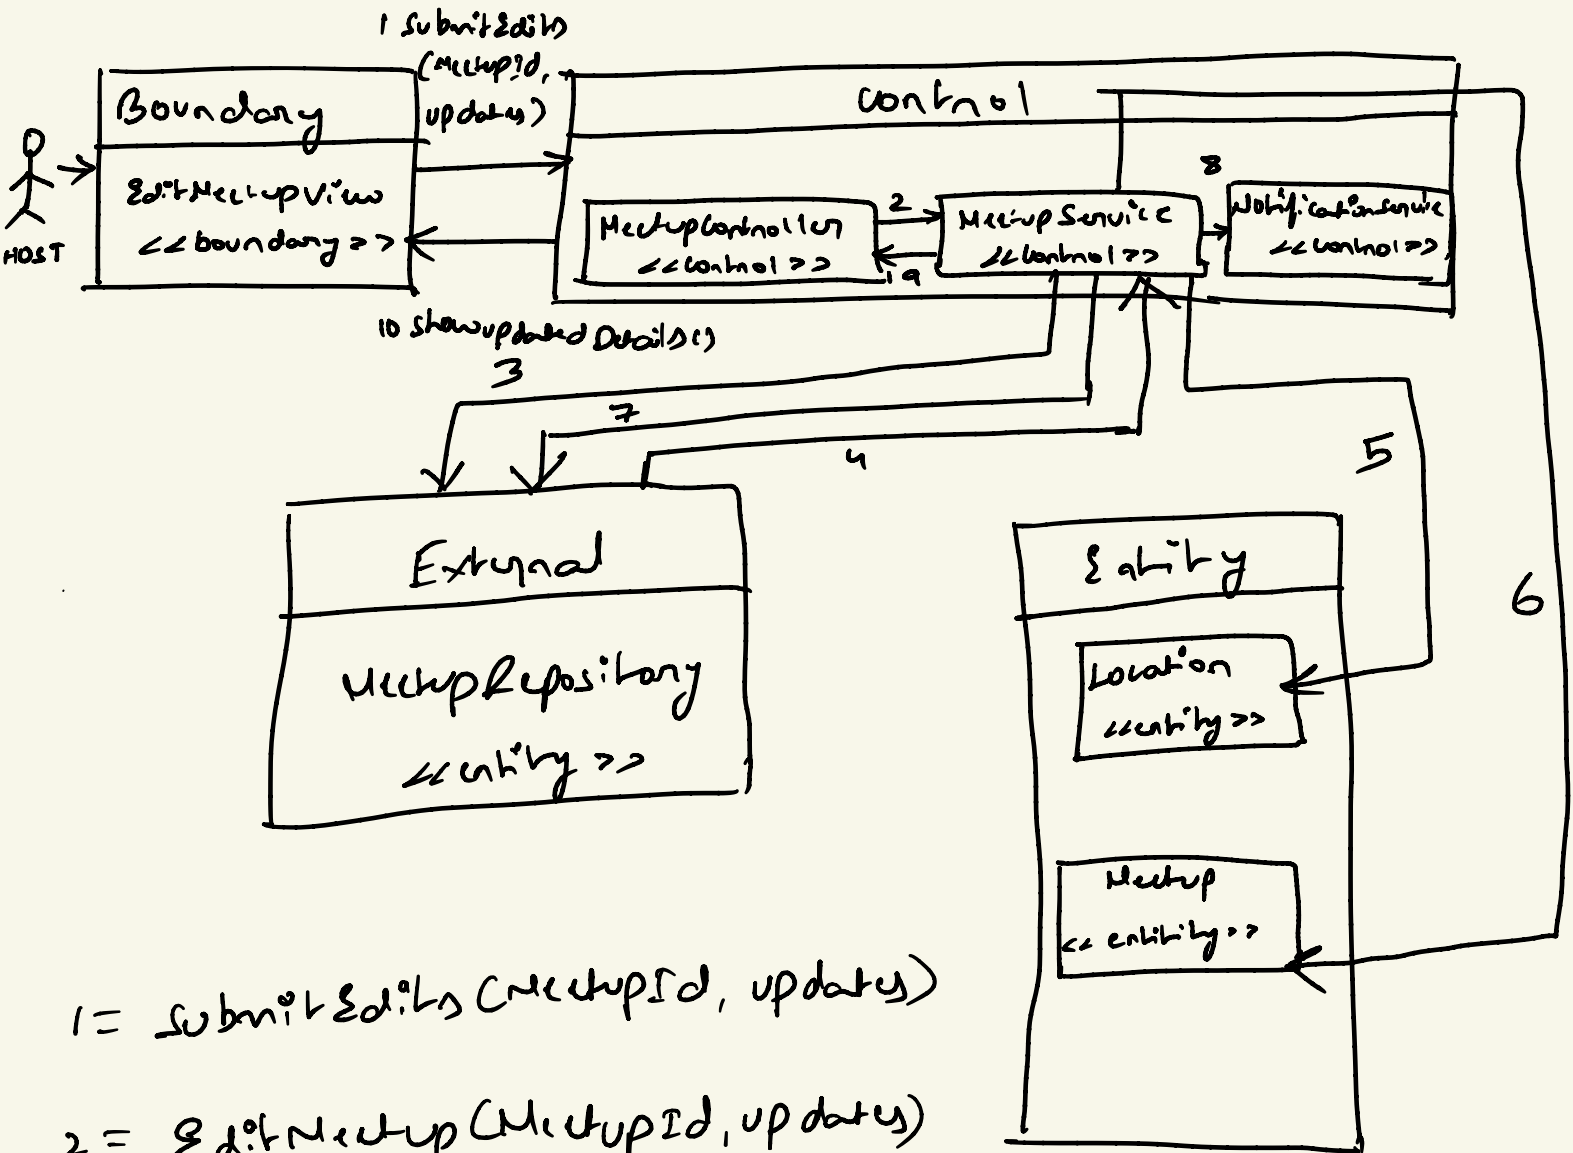 1 SubmitEdits
(MeetupId,
updates)
Boundary
Control
HOST
EditMeetupView
<<boundary>>
MeetupController
<<control>>
2
9
MeetupService
<<control>>
8
NotificationService
<<control>>
10 ShowupdatedDetails()
3
7
4
5
6
External
MeetupRepository
<<entity>>
Entity
Location
<<entity>>
Meetup
<<entitity>>
1= SubmitEdits (MeetupId, updates)
2= EditMeetup (MeetupId, updates)